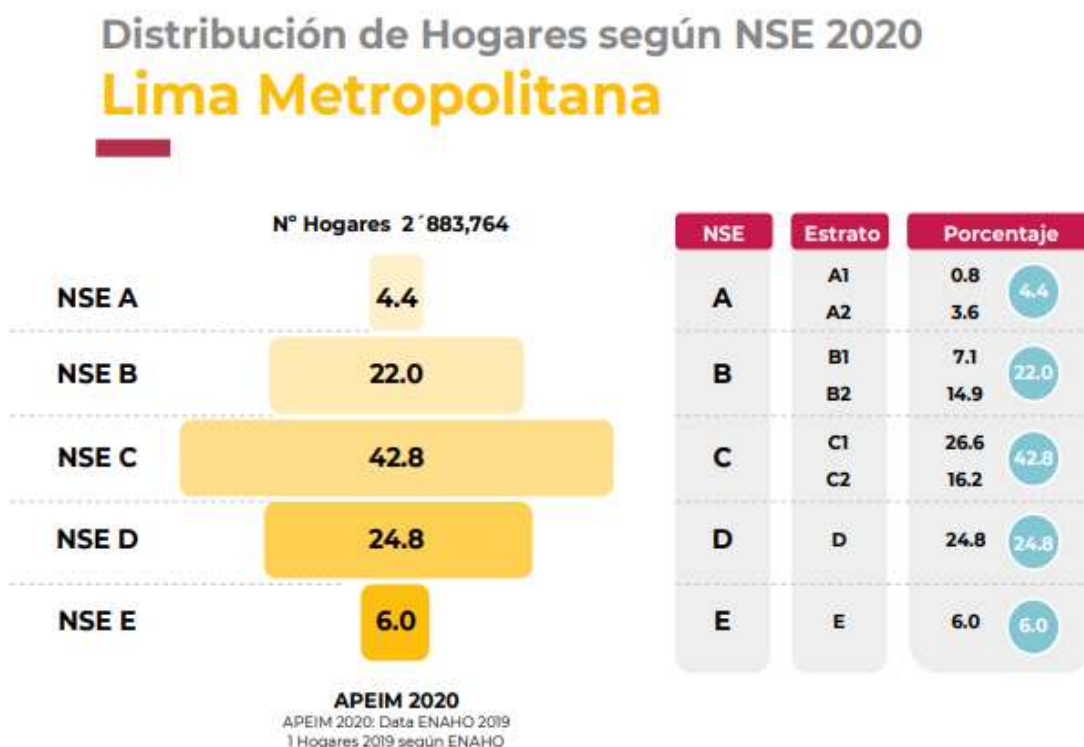 Distribución de Hogares según NSE 2020
Lima Metropolitana
Nº Hogares 2´883,764
NSE A 4.4
NSE B 22.0
NSE C 42.8
NSE D 24.8
NSE E 6.0
APEIM 2020
APEIM 2020: Data ENAHO 2019
1 Hogares 2019 según ENAHO
NSE Estrato Porcentaje
A A1 0.8 4.4
A2 3.6
B B1 7.1 22.0
B2 14.9
C C1 26.6 42.8
C2 16.2
D D 24.8 24.8
E E 6.0 6.0